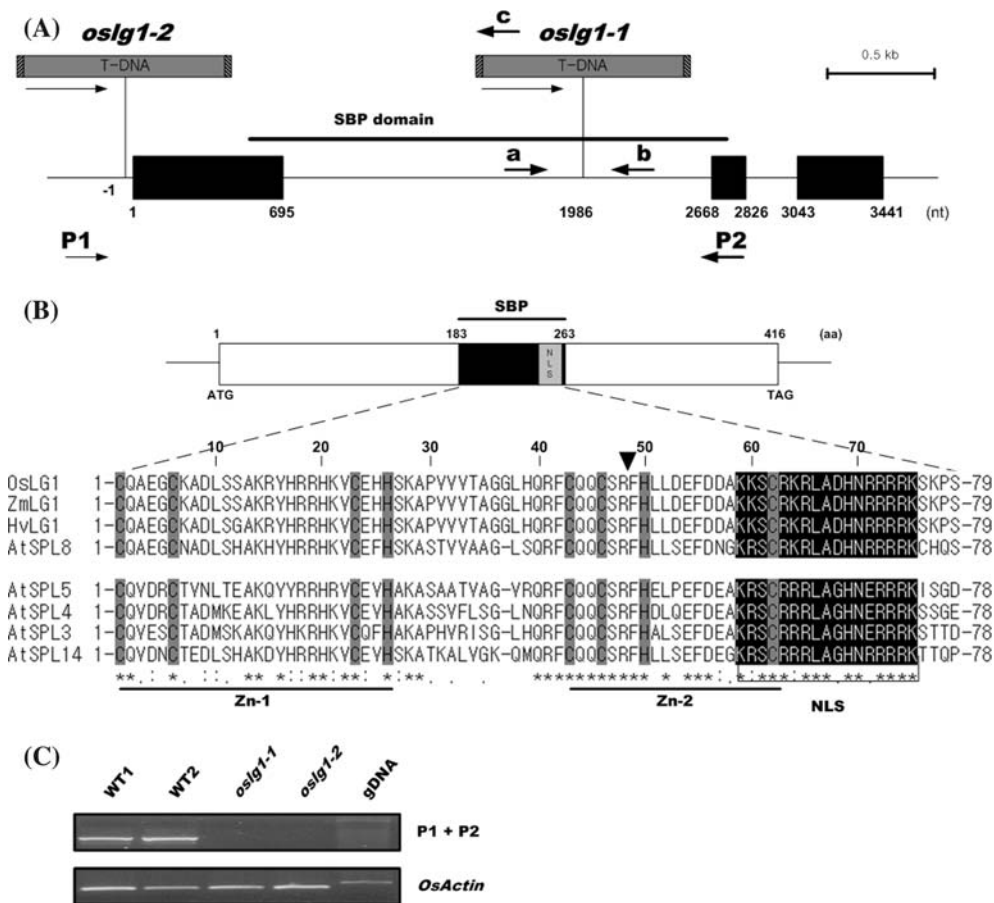 (A)
oslg1-2
c
oslg1-1
T-DNA
T-DNA
0.5 kb
SBP domain
a
b
-1
1
695
1986
2668
2826
3043
3441
(nt)
P1
P2
(B)
SBP
1
183
263
416
(aa)
NLS
ATG
TAG
10 20 30 40 50 60 70
OsLG1 1-CQAEGCKADLSSAKRYHRRHKVCEHHSKAPVVVTAGGLHQRFCQQCSRFHLLDEFDDAKKSCRKRLADHNRRRRKSKPS-79
ZmLG1 1-CQAEGCKADLSSAKRYHRRHKVCEHHSKAPVVVTAGGLHQRFCQQCSRFHLLDEFDDAKKSCRKRLADHNRRRRKSKPS-79
HvLG1 1-CQAEGCKADLSGAKRYHRRHKVCEHHSKAPVVVTAGGLHQRFCQQCSRFHLLDEFDDAKKSCRKRLADHNRRRRKSKPS-79
AtSPL8 1-CQAEGCNADLSHAKHYHRRHKVCEFHSKASTVVAAG-LSQRFCQQCSRFHLLSEFDNGKRSCRKRLADHNRRRRKCHQS-78
AtSPL5 1-CQVDRCTVNLTEAKQYYRRHRVCEVHAKASAATVAG-VRQRFCQQCSRFHELPEFDEAKRSCRRRLAGHNERRRKISGD-78
AtSPL4 1-CQVDRCTADMKEAKLYHRRHKVCEVHAKASSVFLSG-LNQRFCQQCSRFHDLQEFDEAKRSCRRRLAGHNERRRKSSGE-78
AtSPL3 1-CQVESCTADMSKAKQYHKRHKVCQFHAKAPHVRISG-LHQRFCQQCSRFHALSEFDEAKRSCRRRLAGHNERRRKSTTD-78
AtSPL14 1-CQVDNCTEDLSHAKDYHRRHKVCEVHSKATKALVGK-QMQRFCQQCSRFHLLSEFDEGKRSCRRRLAGHNRRRRKTTQP-78
Zn-1
Zn-2
NLS
(C)
WT1
WT2
oslg1-1
oslg1-2
gDNA
P1 + P2
OsActin